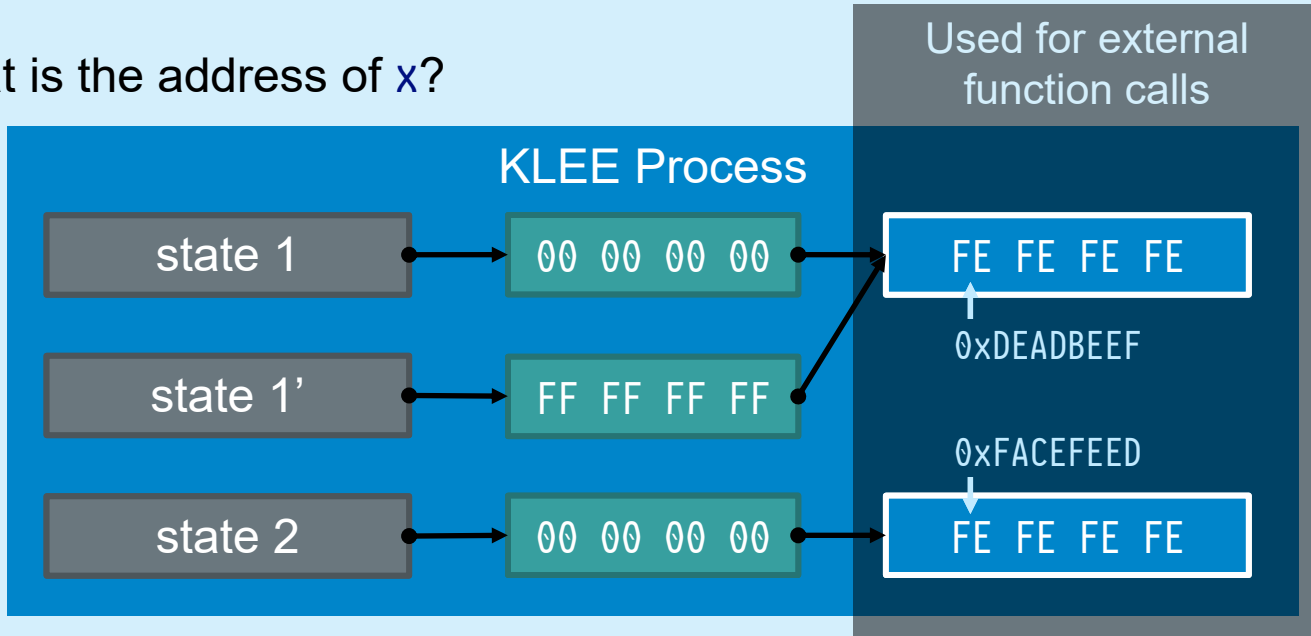 Used for external
function calls
t is the address of x?
KLEE Process
state 1
00 00 00 00
FE FE FE FE
0xDEADBEEF
state 1’
FF FF FF FF
0xFACEFEED
state 2
00 00 00 00
FE FE FE FE